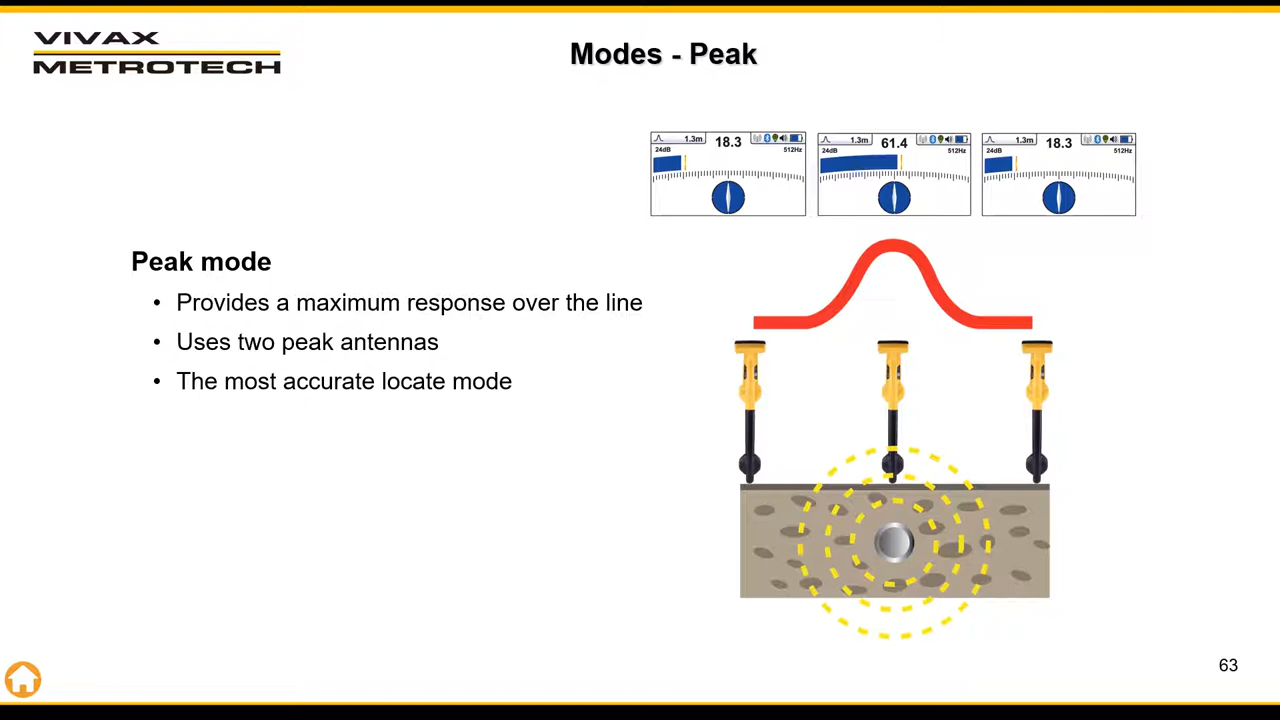 VIVAX
METROTECH
Modes - Peak
1.3m 18.3
24dB 512Hz
1.3m 61.4
24dB 512Hz
1.3m 18.3
24dB 512Hz
Peak mode
• Provides a maximum response over the line
• Uses two peak antennas
• The most accurate locate mode
63